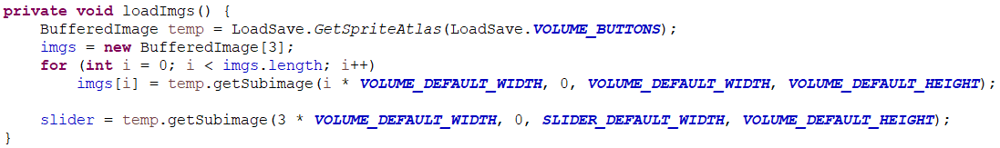 private void loadImgs() {
    BufferedImage temp = LoadSave.GetSpriteAtlas(LoadSave.VOLUME_BUTTONS);
    imgs = new BufferedImage[3];
    for (int i = 0; i < imgs.length; i++)
        imgs[i] = temp.getSubimage(i * VOLUME_DEFAULT_WIDTH, 0, VOLUME_DEFAULT_WIDTH, VOLUME_DEFAULT_HEIGHT);

    slider = temp.getSubimage(3 * VOLUME_DEFAULT_WIDTH, 0, SLIDER_DEFAULT_WIDTH, VOLUME_DEFAULT_HEIGHT);
}